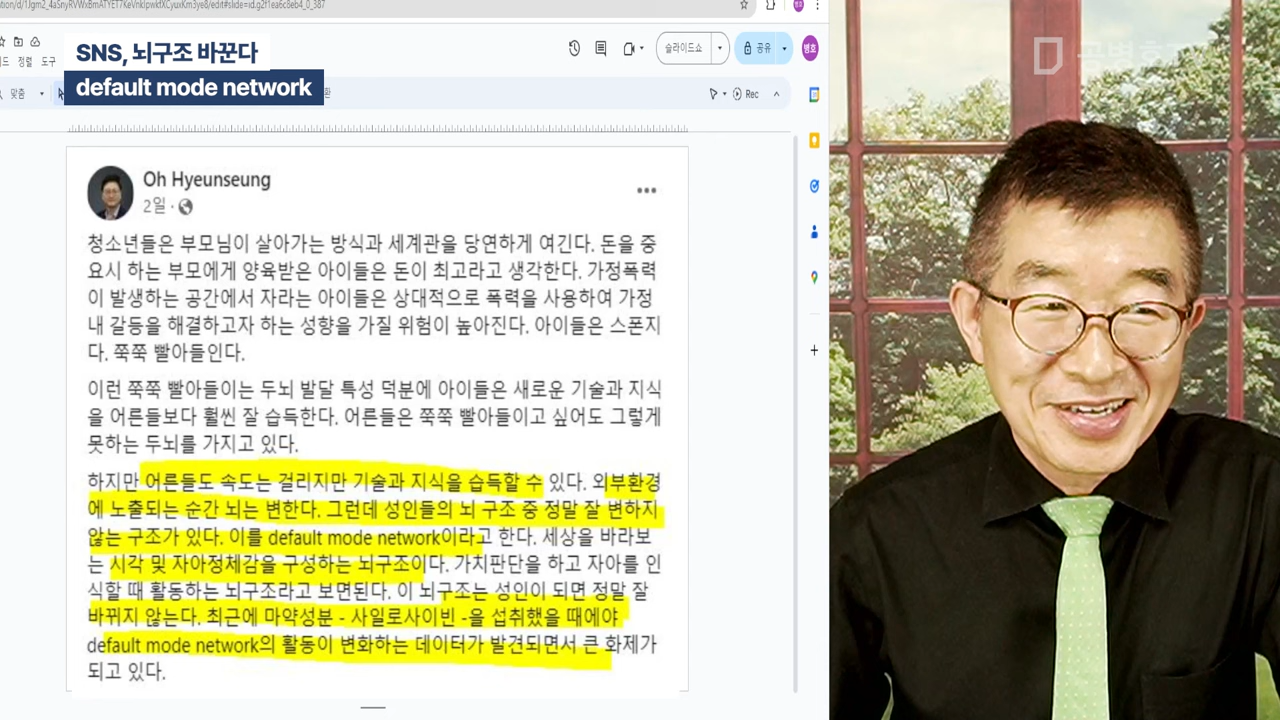 ation/d/1Jgm2_4aSnyRVWxBmATYET7KeVnkIpwkfXCyuxKm3ye8/edit#slide=id.g2f1ea6c8eb4_0_387
SNS, 뇌구조 바꾼다
default mode network
정렬 도구
맞춤
슬라이드쇼
공유
병호
Rec
Oh Hyeunseung
2일
청소년들은 부모님이 살아가는 방식과 세계관을 당연하게 여긴다. 돈을 중
요시 하는 부모에게 양육받은 아이들은 돈이 최고라고 생각한다. 가정폭력
이 발생하는 공간에서 자라는 아이들은 상대적으로 폭력을 사용하여 가정
내 갈등을 해결하고자 하는 성향을 가질 위험이 높아진다. 아이들은 스폰지
다. 쭉쭉 빨아들인다.
이런 쭉쭉 빨아들이는 두뇌 발달 특성 덕분에 아이들은 새로운 기술과 지식
을 어른들보다 훨씬 잘 습득한다. 어른들은 쭉쭉 빨아들이고 싶어도 그렇게
못하는 두뇌를 가지고 있다.
하지만 어른들도 속도는 걸리지만 기술과 지식을 습득할 수 있다. 외부환경
에 노출되는 순간 뇌는 변한다. 그런데 성인들의 뇌 구조 중 정말 잘 변하지
않는 구조가 있다. 이를 default mode network이라고 한다. 세상을 바라보
는 시각 및 자아정체감을 구성하는 뇌구조이다. 가치판단을 하고 자아를 인
식할 때 활동하는 뇌구조라고 보면된다. 이 뇌구조는 성인이 되면 정말 잘
바뀌지 않는다. 최근에 마약성분 - 사일로사이빈 -을 섭취했을 때에야
default mode network의 활동이 변화하는 데이터가 발견되면서 큰 화제가
되고 있다.